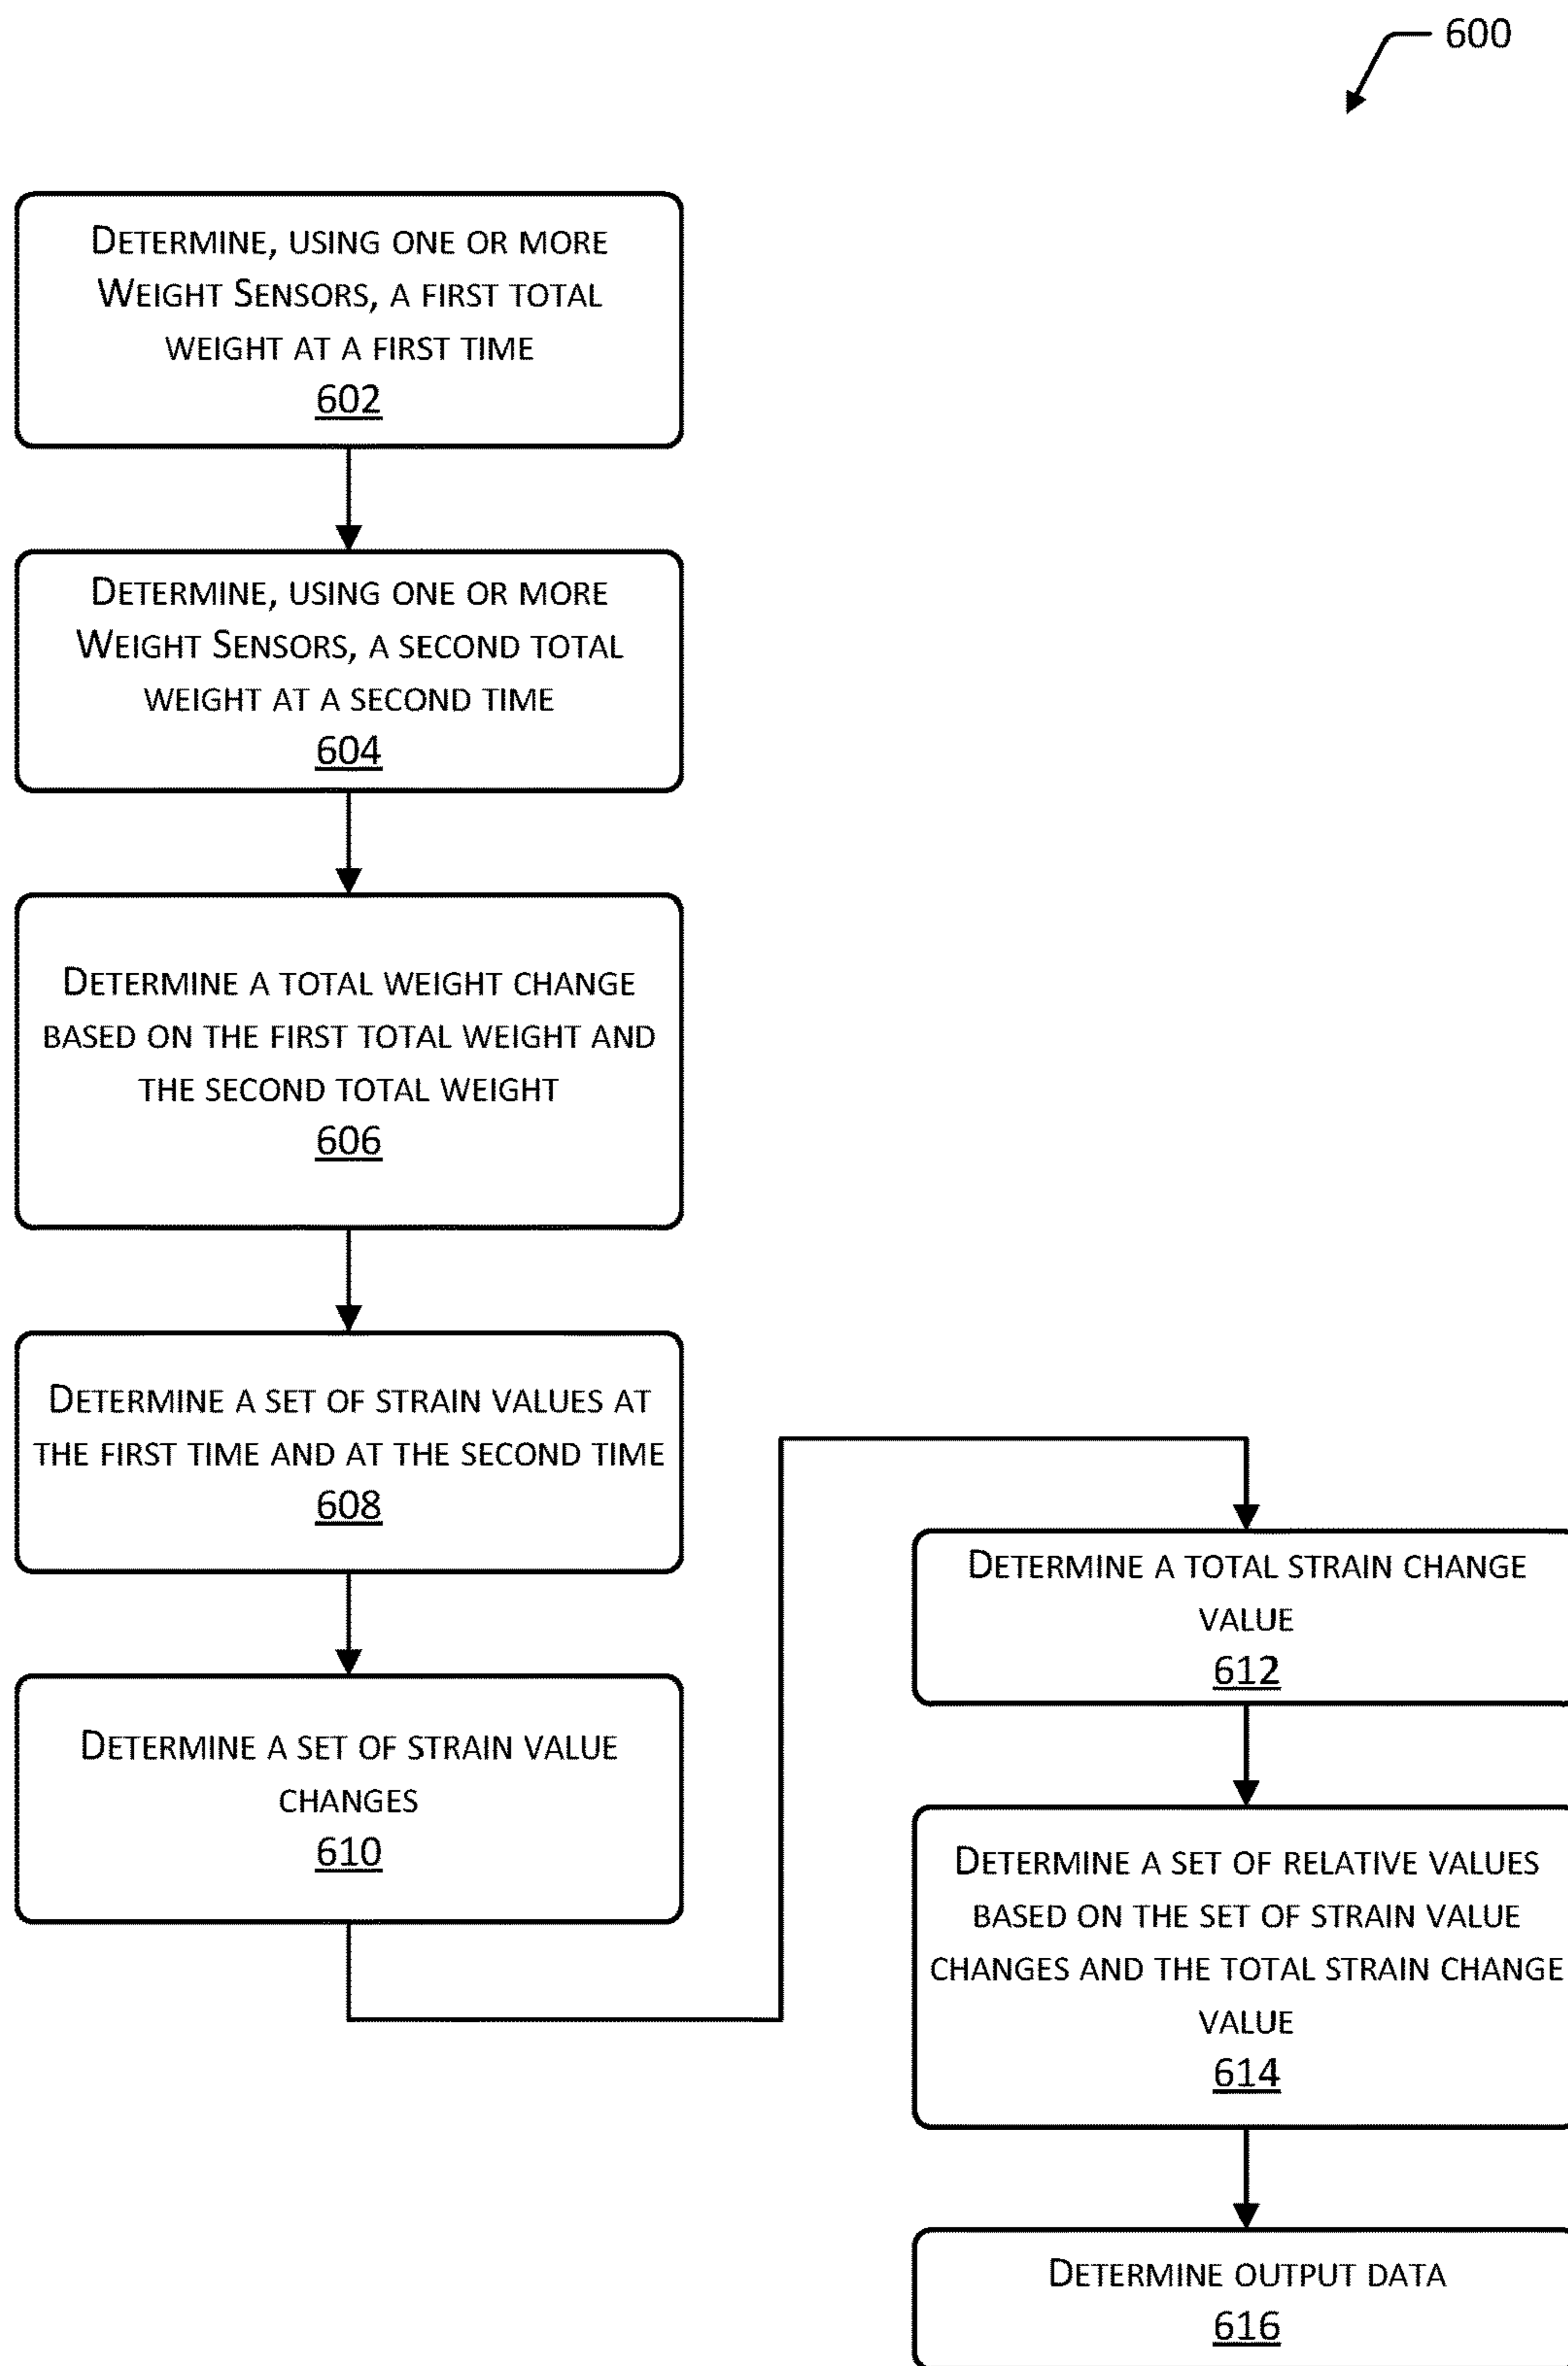 600
DETERMINE, USING ONE OR MORE
WEIGHT SENSORS, A FIRST TOTAL
WEIGHT AT A FIRST TIME
602
DETERMINE, USING ONE OR MORE
WEIGHT SENSORS, A SECOND TOTAL
WEIGHT AT A SECOND TIME
604
DETERMINE A TOTAL WEIGHT CHANGE
BASED ON THE FIRST TOTAL WEIGHT AND
THE SECOND TOTAL WEIGHT
606
DETERMINE A SET OF STRAIN VALUES AT
THE FIRST TIME AND AT THE SECOND TIME
608
DETERMINE A SET OF STRAIN VALUE
CHANGES
610
DETERMINE A TOTAL STRAIN CHANGE
VALUE
612
DETERMINE A SET OF RELATIVE VALUES
BASED ON THE SET OF STRAIN VALUE
CHANGES AND THE TOTAL STRAIN CHANGE
VALUE
614
DETERMINE OUTPUT DATA
616